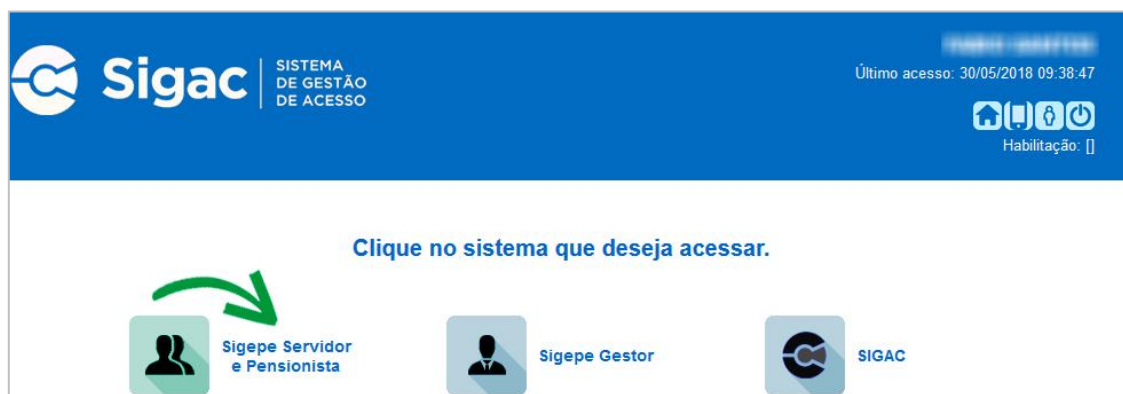 Sigac
SISTEMA
DE GESTÃO
DE ACESSO
Último acesso: 30/05/2018 09:38:47
Habilitação: []
Clique no sistema que deseja acessar.
Sigepe Servidor
e Pensionista
Sigepe Gestor
SIGAC